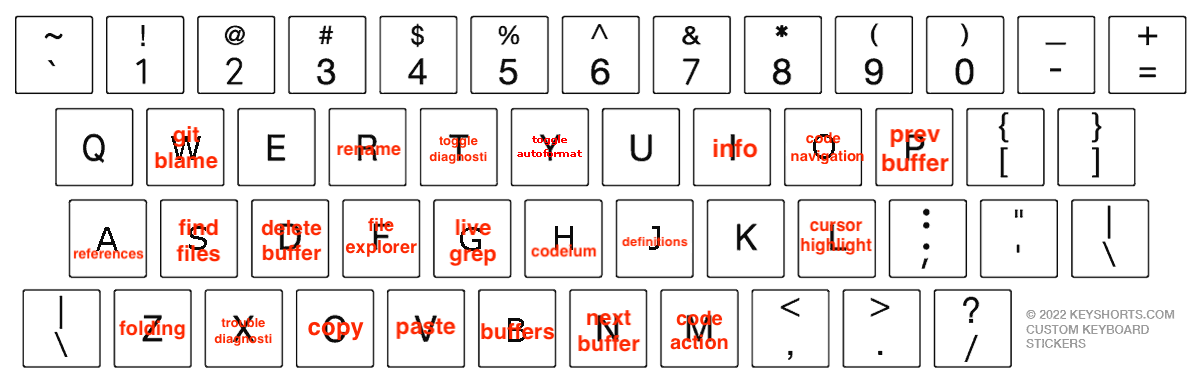 ~ ! @ # $ % ^ & * ( ) _ +
` 1 2 3 4 5 6 7 8 9 0 - =
Q W E R T Y U I O P { }
[ ]
git blame
rename
toggle diagnosti
toggle autoformat
info
code navigation
prev buffer
A S D F G H J K L : " |
; ' \
references
find files
delete buffer
file explorer
live grep
codeium
definitions
cursor highlight
| Z X C V B N M < > ?
\ , . /
folding
trouble diagnosti
copy
paste
buffers
next buffer
code action
© 2022 KEYSHORTS.COM
CUSTOM KEYBOARD
STICKERS